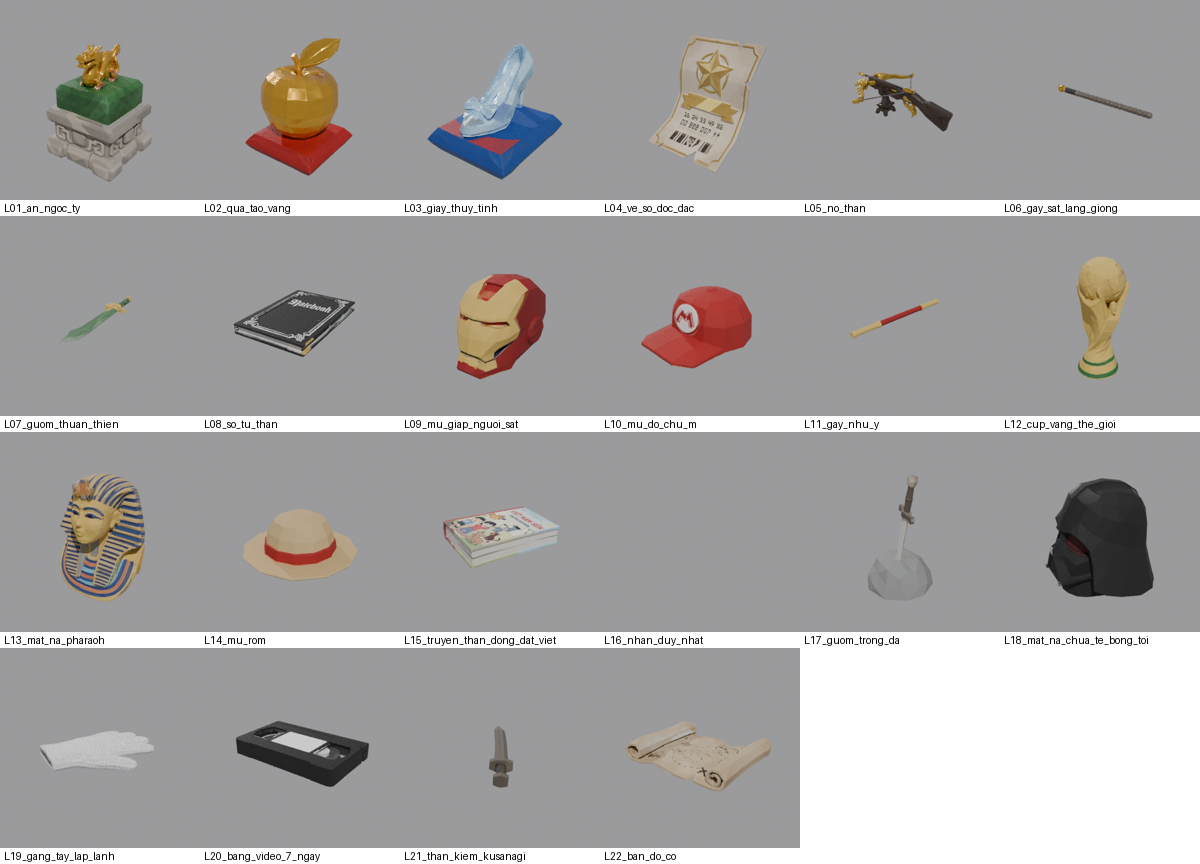 L01_an_ngoc_ty
L02_qua_tao_vang
L03_giay_thuy_tinh
L04_ve_so_doc_dac
L05_no_than
L06_gay_sat_lang_giong
M
L07_guom_thuan_thien
L08_so_tu_than
L09_mu_giap_nguoi_sat
L10_mu_do_chu_m
L11_gay_nhu_y
L12_cup_vang_the_gioi
L13_mat_na_pharaoh
L14_mu_rom
L15_truyen_than_dong_dat_viet
L16_nhan_duy_nhat
L17_guom_trong_da
L18_mat_na_chua_te_bong_toi
L19_gang_tay_lap_lanh
L20_bang_video_7_ngay
L21_than_kiem_kusanagi
L22_ban_do_co